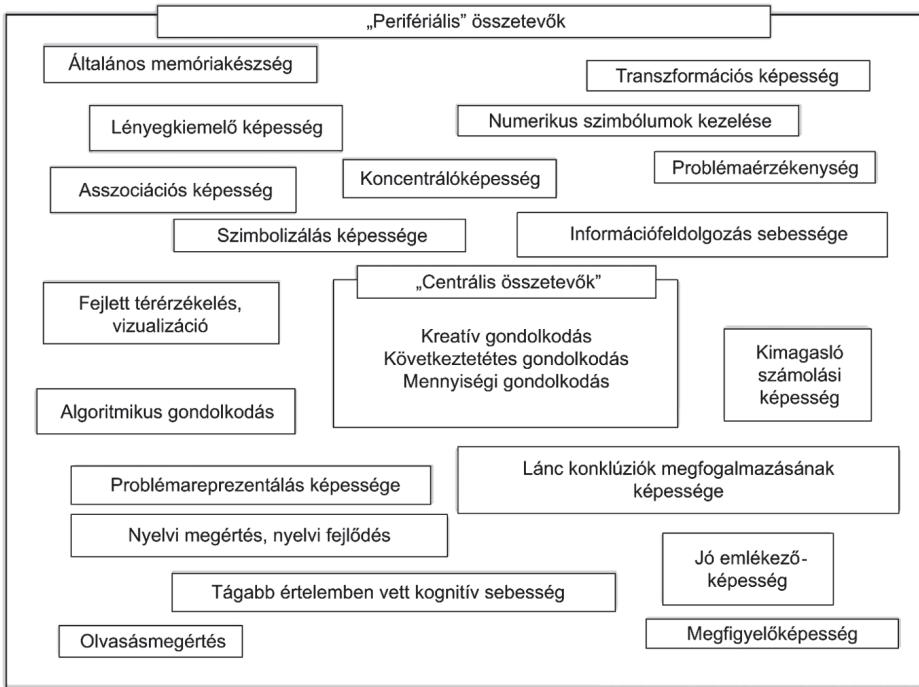 „Perifériális” összetevők
Általános memóriakészség
Transzformációs képesség
Lényegkiemelő képesség
Numerikus szimbólumok kezelése
Asszociációs képesség
Koncentrálóképesség
Problémaérzékenység
Szimbolizálás képessége
Információfeldolgozás sebessége
„Centrális összetevők”
Fejlett térérzékelés,
vizualizáció
Kreatív gondolkodás
Következtetétes gondolkodás
Mennyiségi gondolkodás
Kimagasló
számolási
képesség
Algoritmikus gondolkodás
Lánc konklúziók megfogalmazásának
képessége
Problémareprezentálás képessége
Nyelvi megértés, nyelvi fejlődés
Jó emlékező-
képesség
Tágabb értelemben vett kognitív sebesség
Olvasásmegértés
Megfigyelőképesség